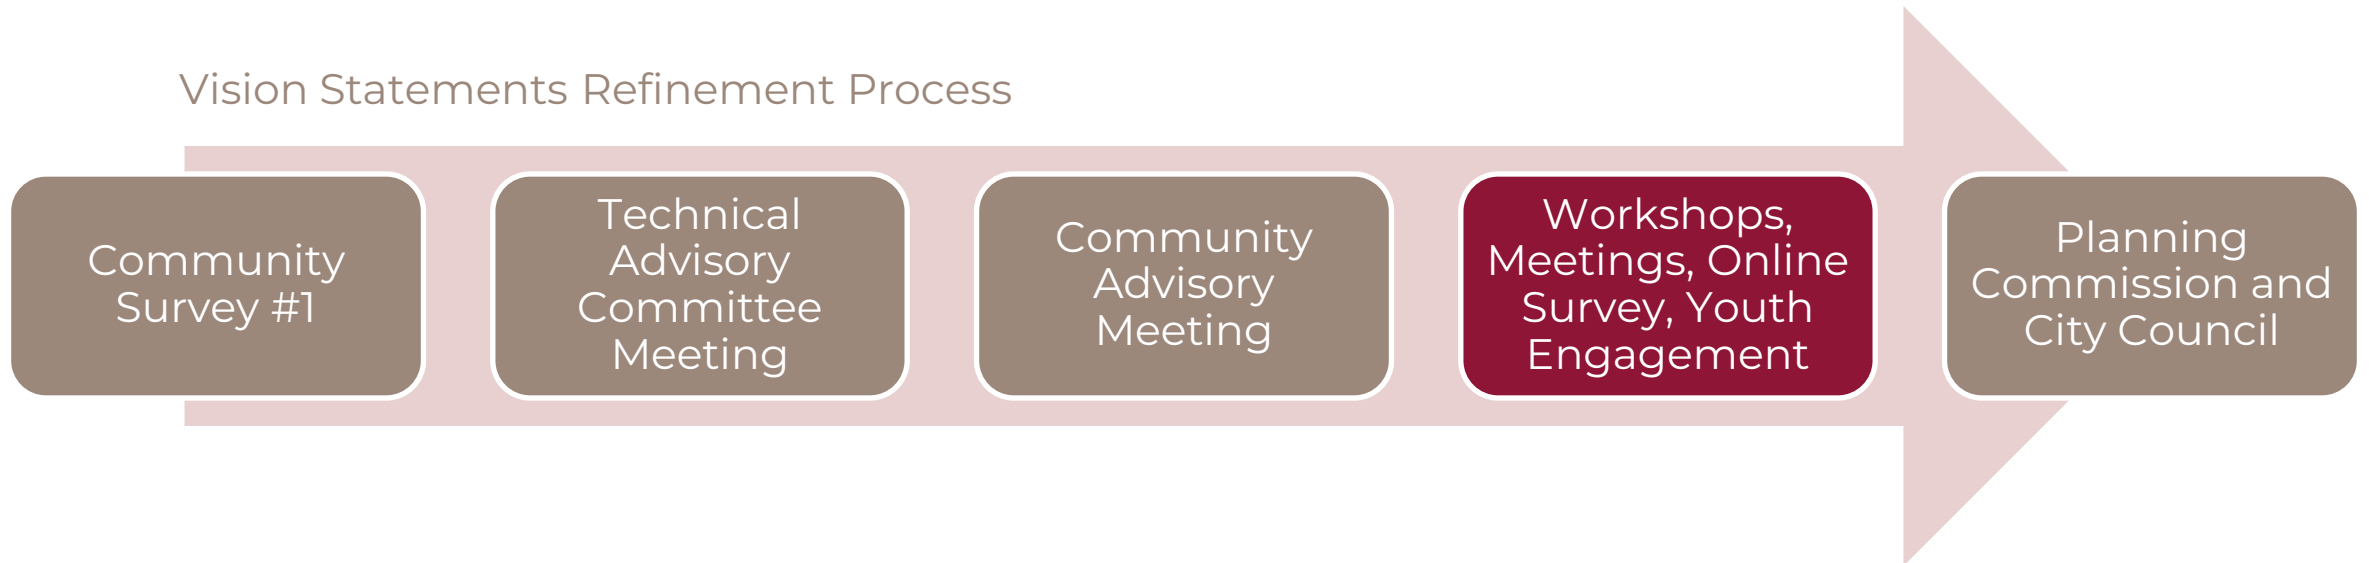 Vision Statements Refinement Process
Community
Survey #1
Technical
Advisory
Committee
Meeting
Community
Advisory
Meeting
Workshops,
Meetings, Online
Survey, Youth
Engagement
Planning
Commission and
City Council